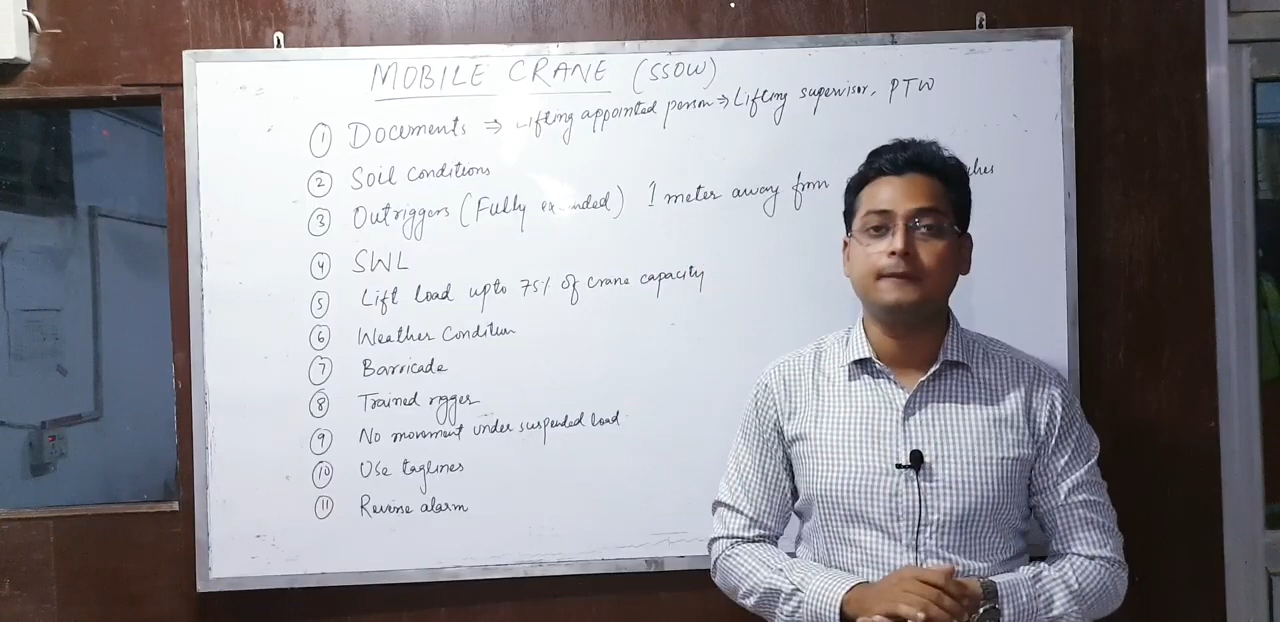 MOBILE CRANE (SSOW)
① Documents ⇒ Lifting appointed person ⇒ Lifting supervisor, PTW
② Soil conditions
③ Outriggers (Fully) 1 meter away from
④ SWL
⑤ Lift load upto 75% of crane capacity
⑥ Weather Condition
⑦ Barricade
⑧ Trained rigger
⑨ No movement under suspended load
⑩ Use taglines
⑪ Reverse alarm